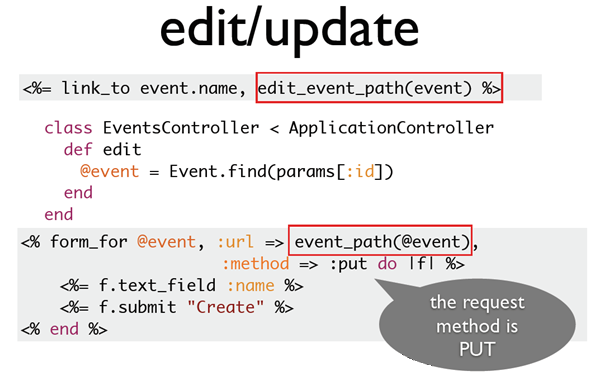 edit/update
<%= link_to event.name, edit_event_path(event) %>
class EventsController < ApplicationController
  def edit
    @event = Event.find(params[:id])
  end
end
<% form_for @event, :url => event_path(@event),
                    :method => :put do |f| %>
    <%= f.text_field :name %>
    <%= f.submit "Create" %>
<% end %>
the request
method is
PUT